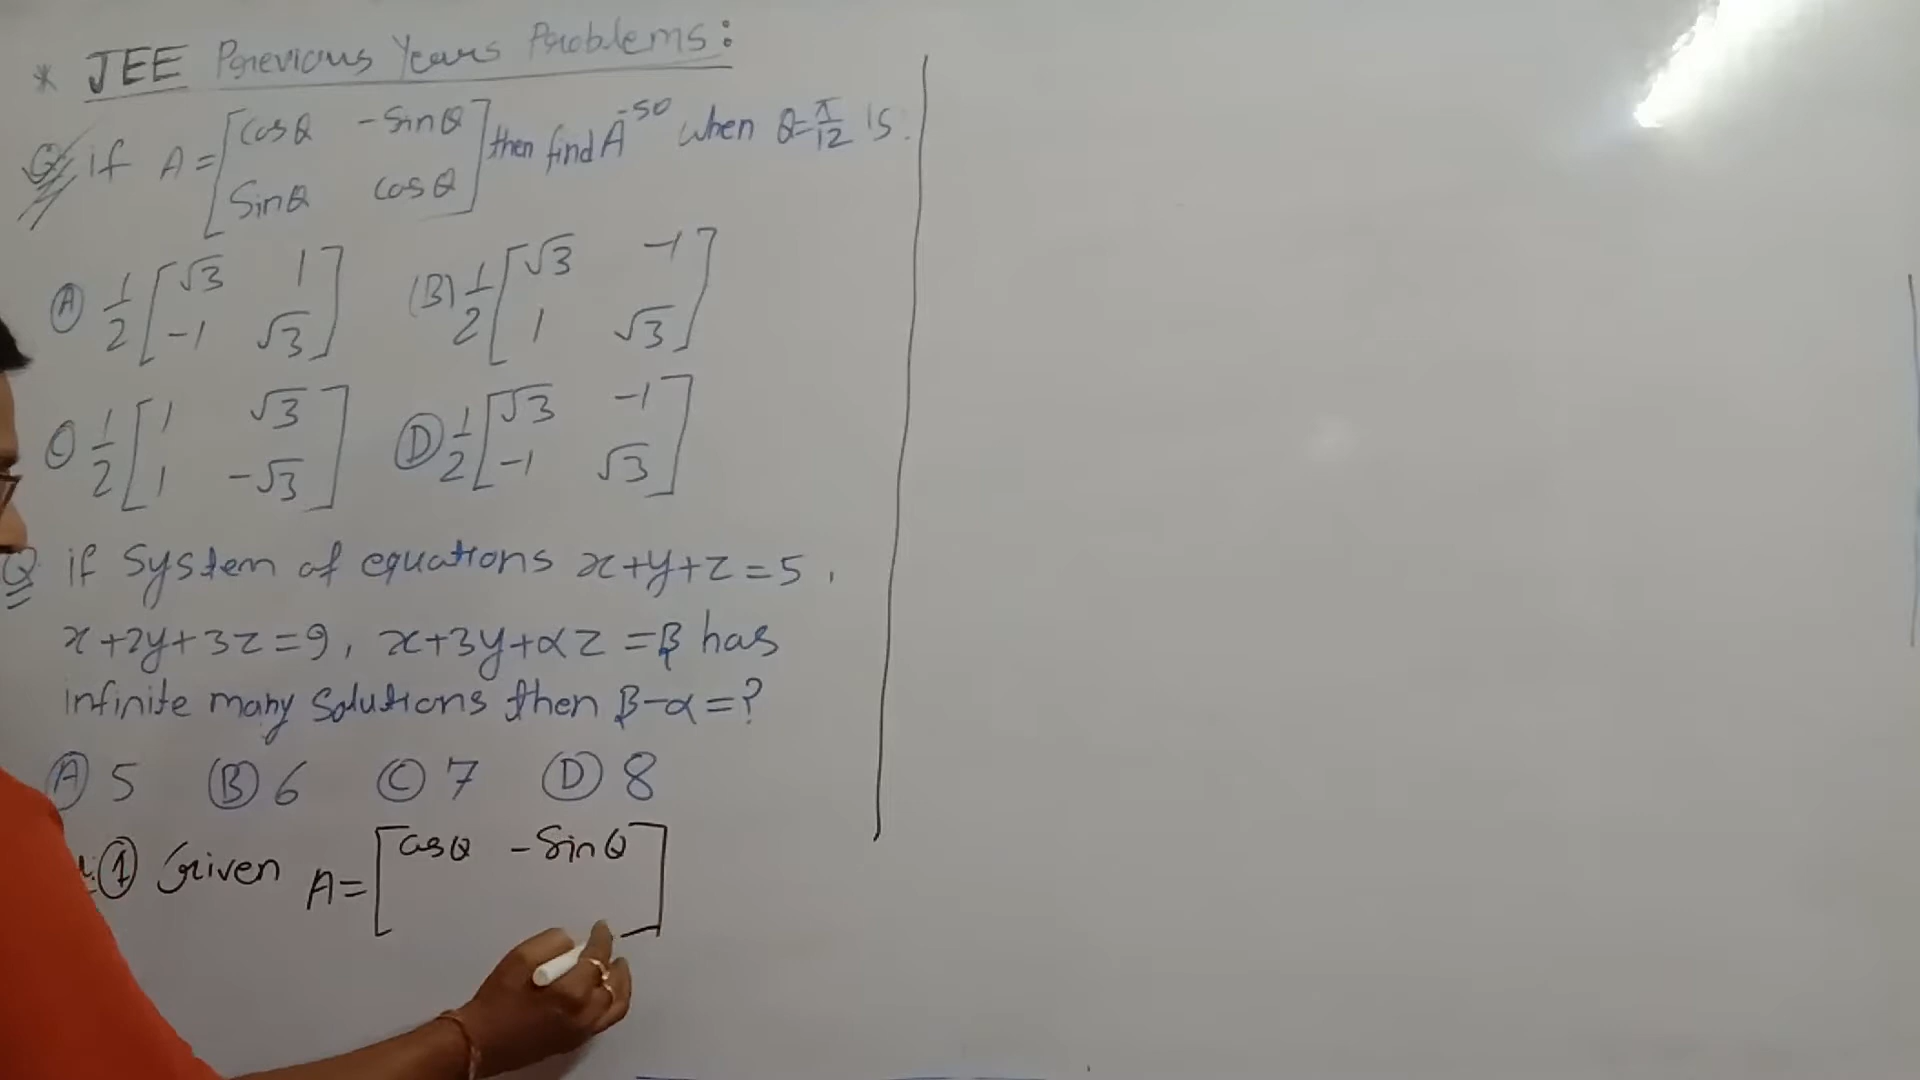 * JEE Previous Years Problems:
Q if A = [cosθ -Sinθ
Sinθ cosθ] then find A^-50 when θ=π/12 is.
Ⓐ 1/2 [√3 1
-1 √3]
(B) 1/2 [√3 -1
1 √3]
Ⓒ 1/2 [1 √3
1 -√3]
Ⓓ 1/2 [√3 -1
-1 √3]
Q if System of equations x+y+z=5,
x+2y+3z=9, x+3y+αz=β has
infinite many Solutions then β-α=?
Ⓐ 5 Ⓑ 6 Ⓒ 7 Ⓓ 8
① Given A = [cosθ -Sinθ]